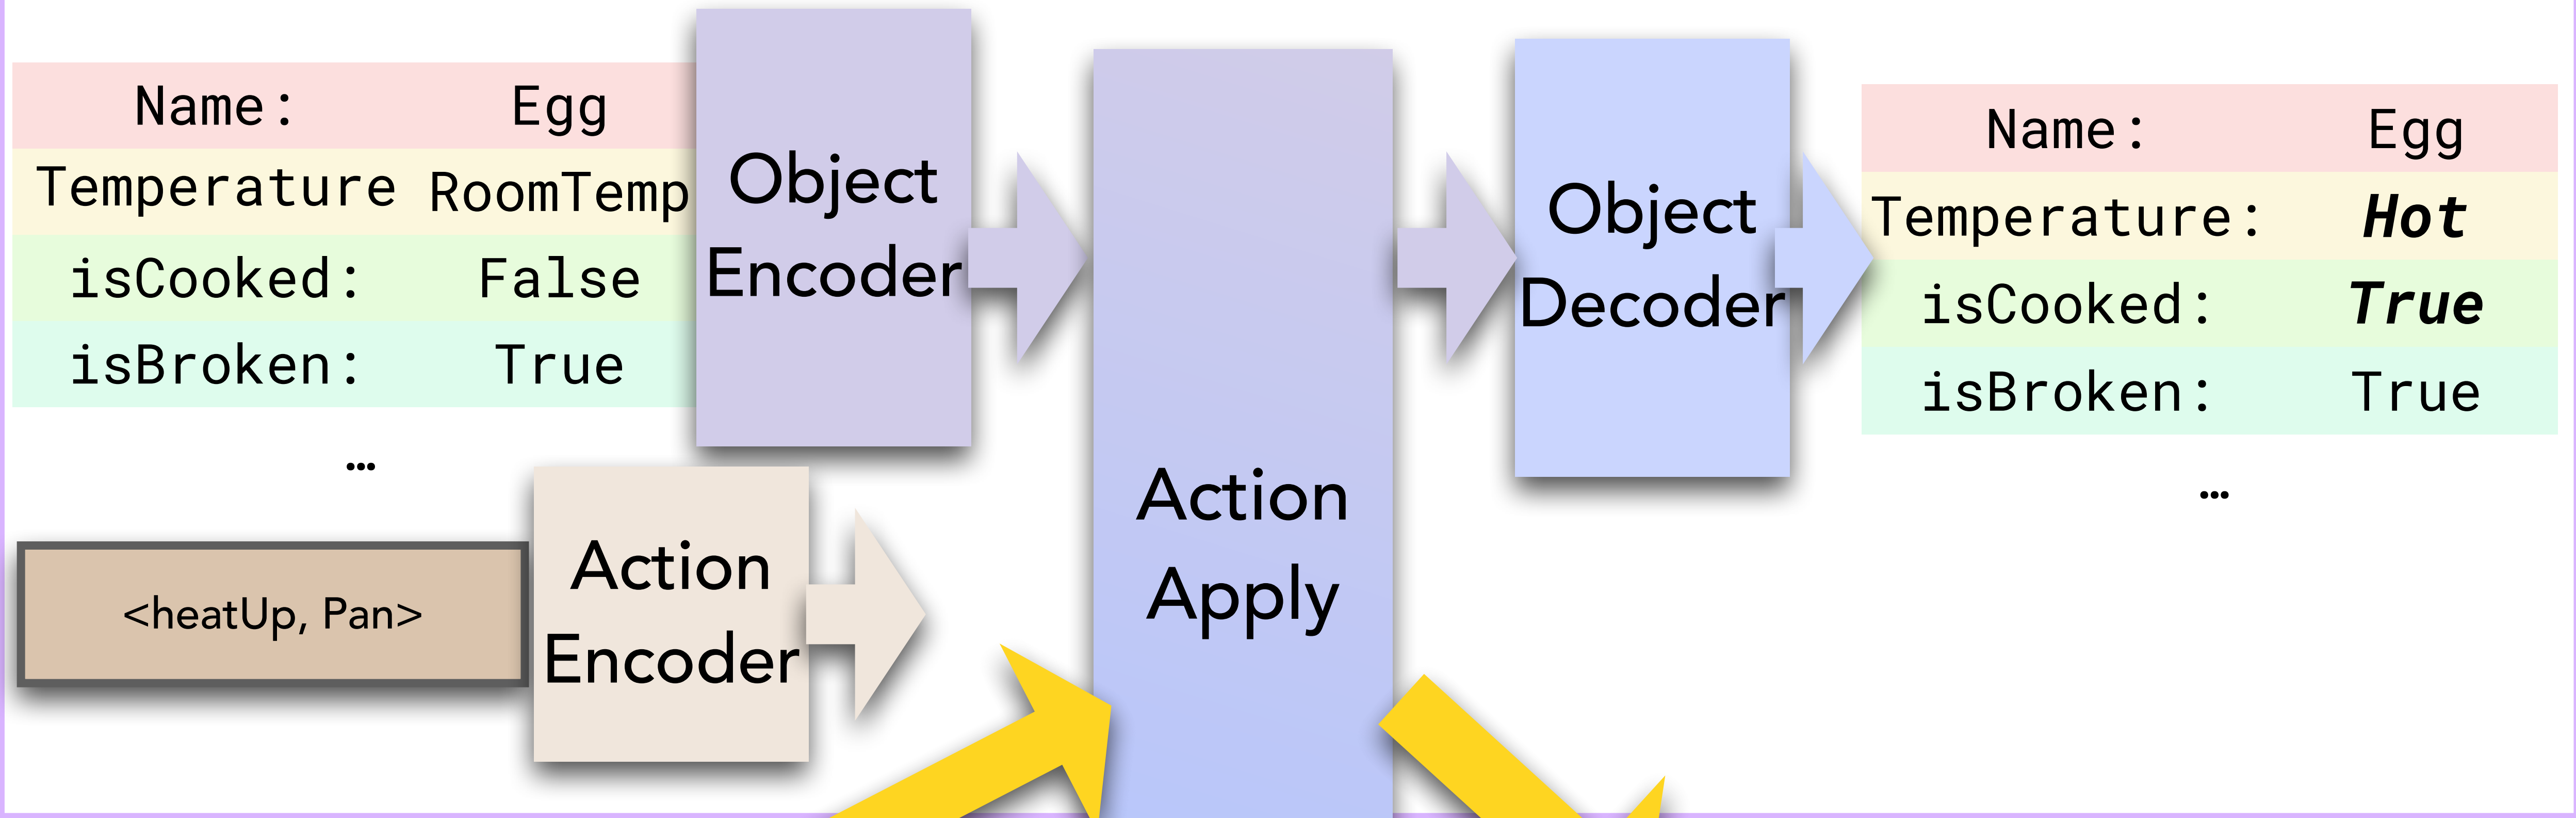 Name: Egg
Temperature RoomTemp
isCooked: False
isBroken: True
…
Object
Encoder
<heatUp, Pan>
Action
Encoder
Action
Apply
Object
Decoder
Name: Egg
Temperature: Hot
isCooked: True
isBroken: True
…